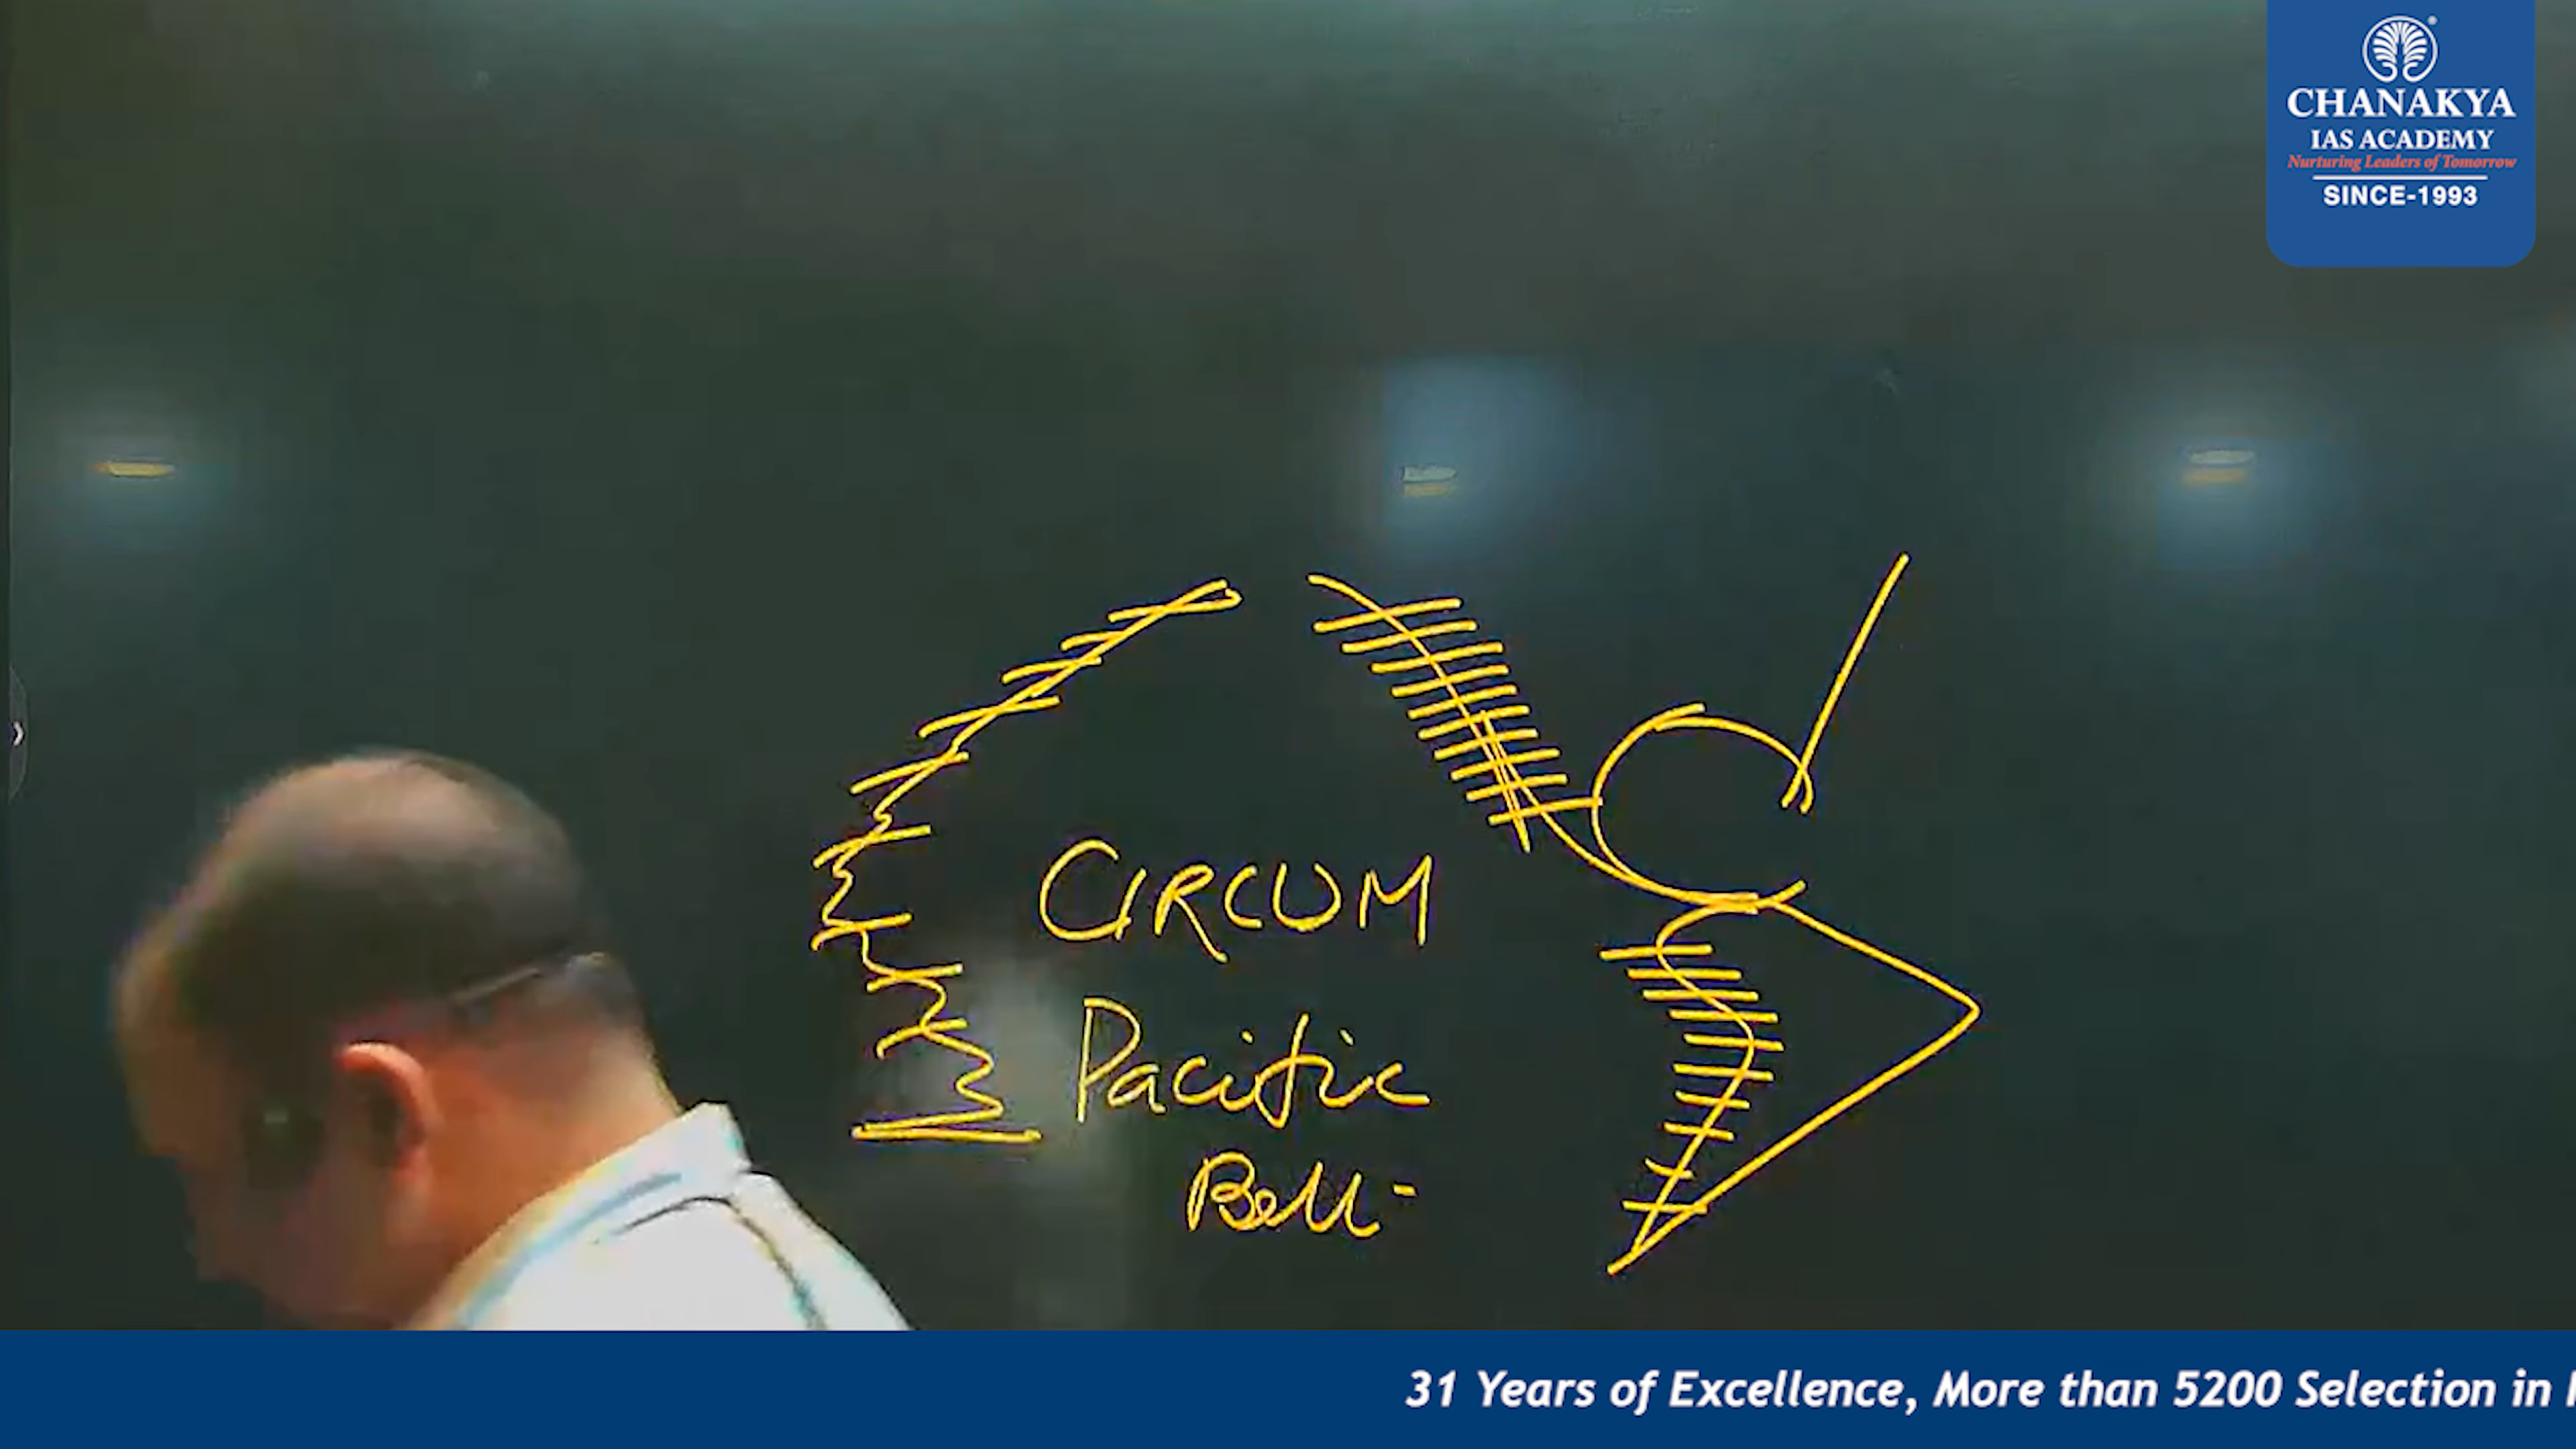 CHANAKYA
IAS ACADEMY
Nurturing Leaders of Tomorrow
SINCE-1993
CIRCUM
Pacific
Belt
31 Years of Excellence, More than 5200 Selection in